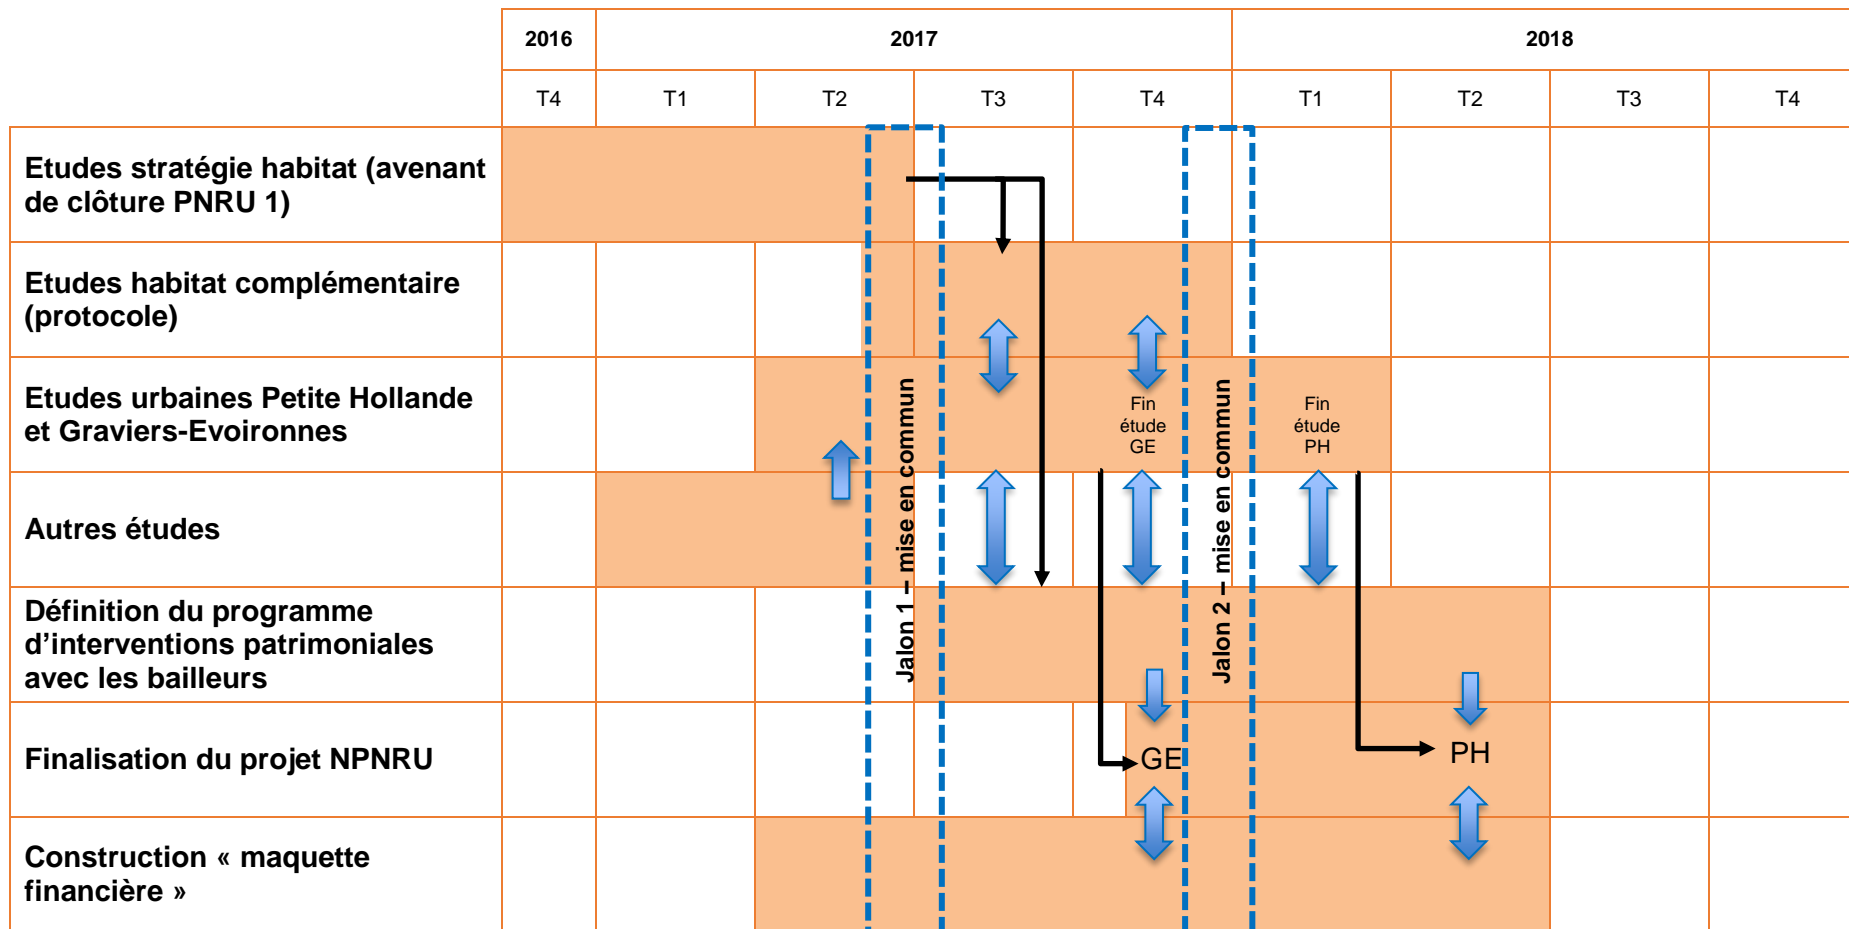 2016
2017
2018
T4
T1
T2
T3
T4
T1
T2
T3
T4
Etudes stratégie habitat (avenant
de clôture PNRU 1)
Etudes habitat complémentaire
(protocole)
Etudes urbaines Petite Hollande
et Graviers-Evoironnes
Fin
étude
GE
Fin
étude
PH
Jalon 1 – mise en commun
Jalon 2 – mise en commun
Autres études
Définition du programme
d’interventions patrimoniales
avec les bailleurs
Finalisation du projet NPNRU
GE
PH
Construction « maquette
financière »